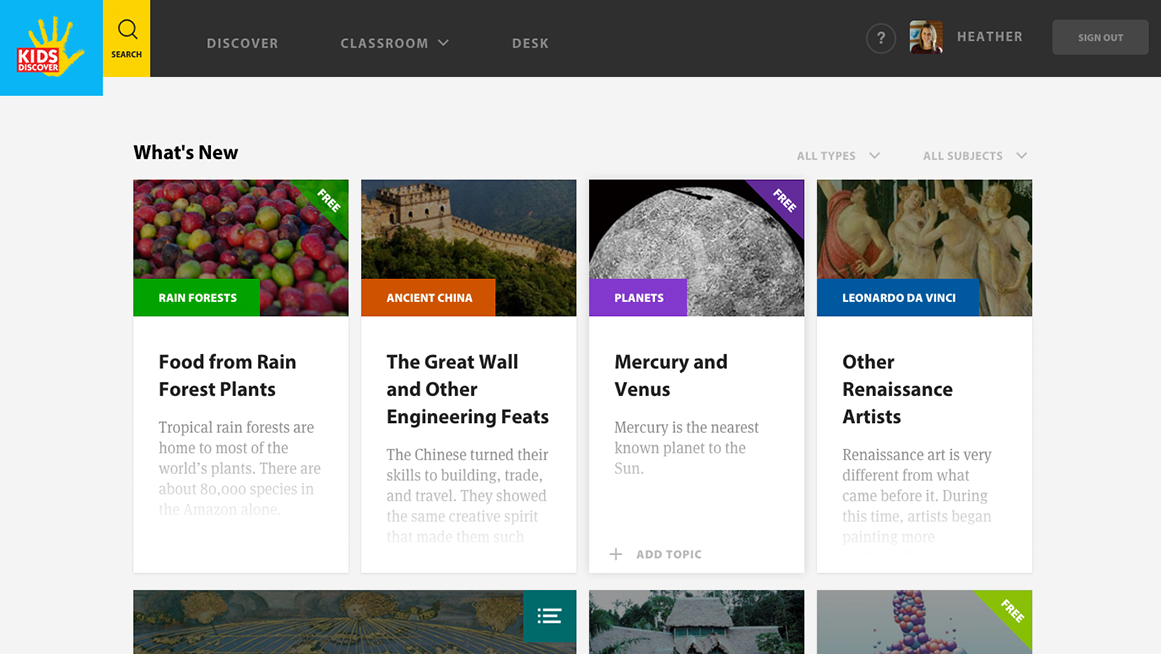 KIDS
DISCOVER
SEARCH
DISCOVER
CLASSROOM
DESK
?
HEATHER
SIGN OUT
What's New
ALL TYPES
ALL SUBJECTS
FREE
RAIN FORESTS
Food from Rain
Forest Plants
Tropical rain forests are
home to most of the
world’s plants. There are
about 80,000 species in
the Amazon alone.
ANCIENT CHINA
The Great Wall
and Other
Engineering Feats
The Chinese turned their
skills to building, trade,
and travel. They showed
the same creative spirit
that made them such
FREE
PLANETS
Mercury and
Venus
Mercury is the nearest
known planet to the
Sun.
ADD TOPIC
LEONARDO DA VINCI
Other
Renaissance
Artists
Renaissance art is very
different from what
came before it. During
this time, artists began
painting more
FREE